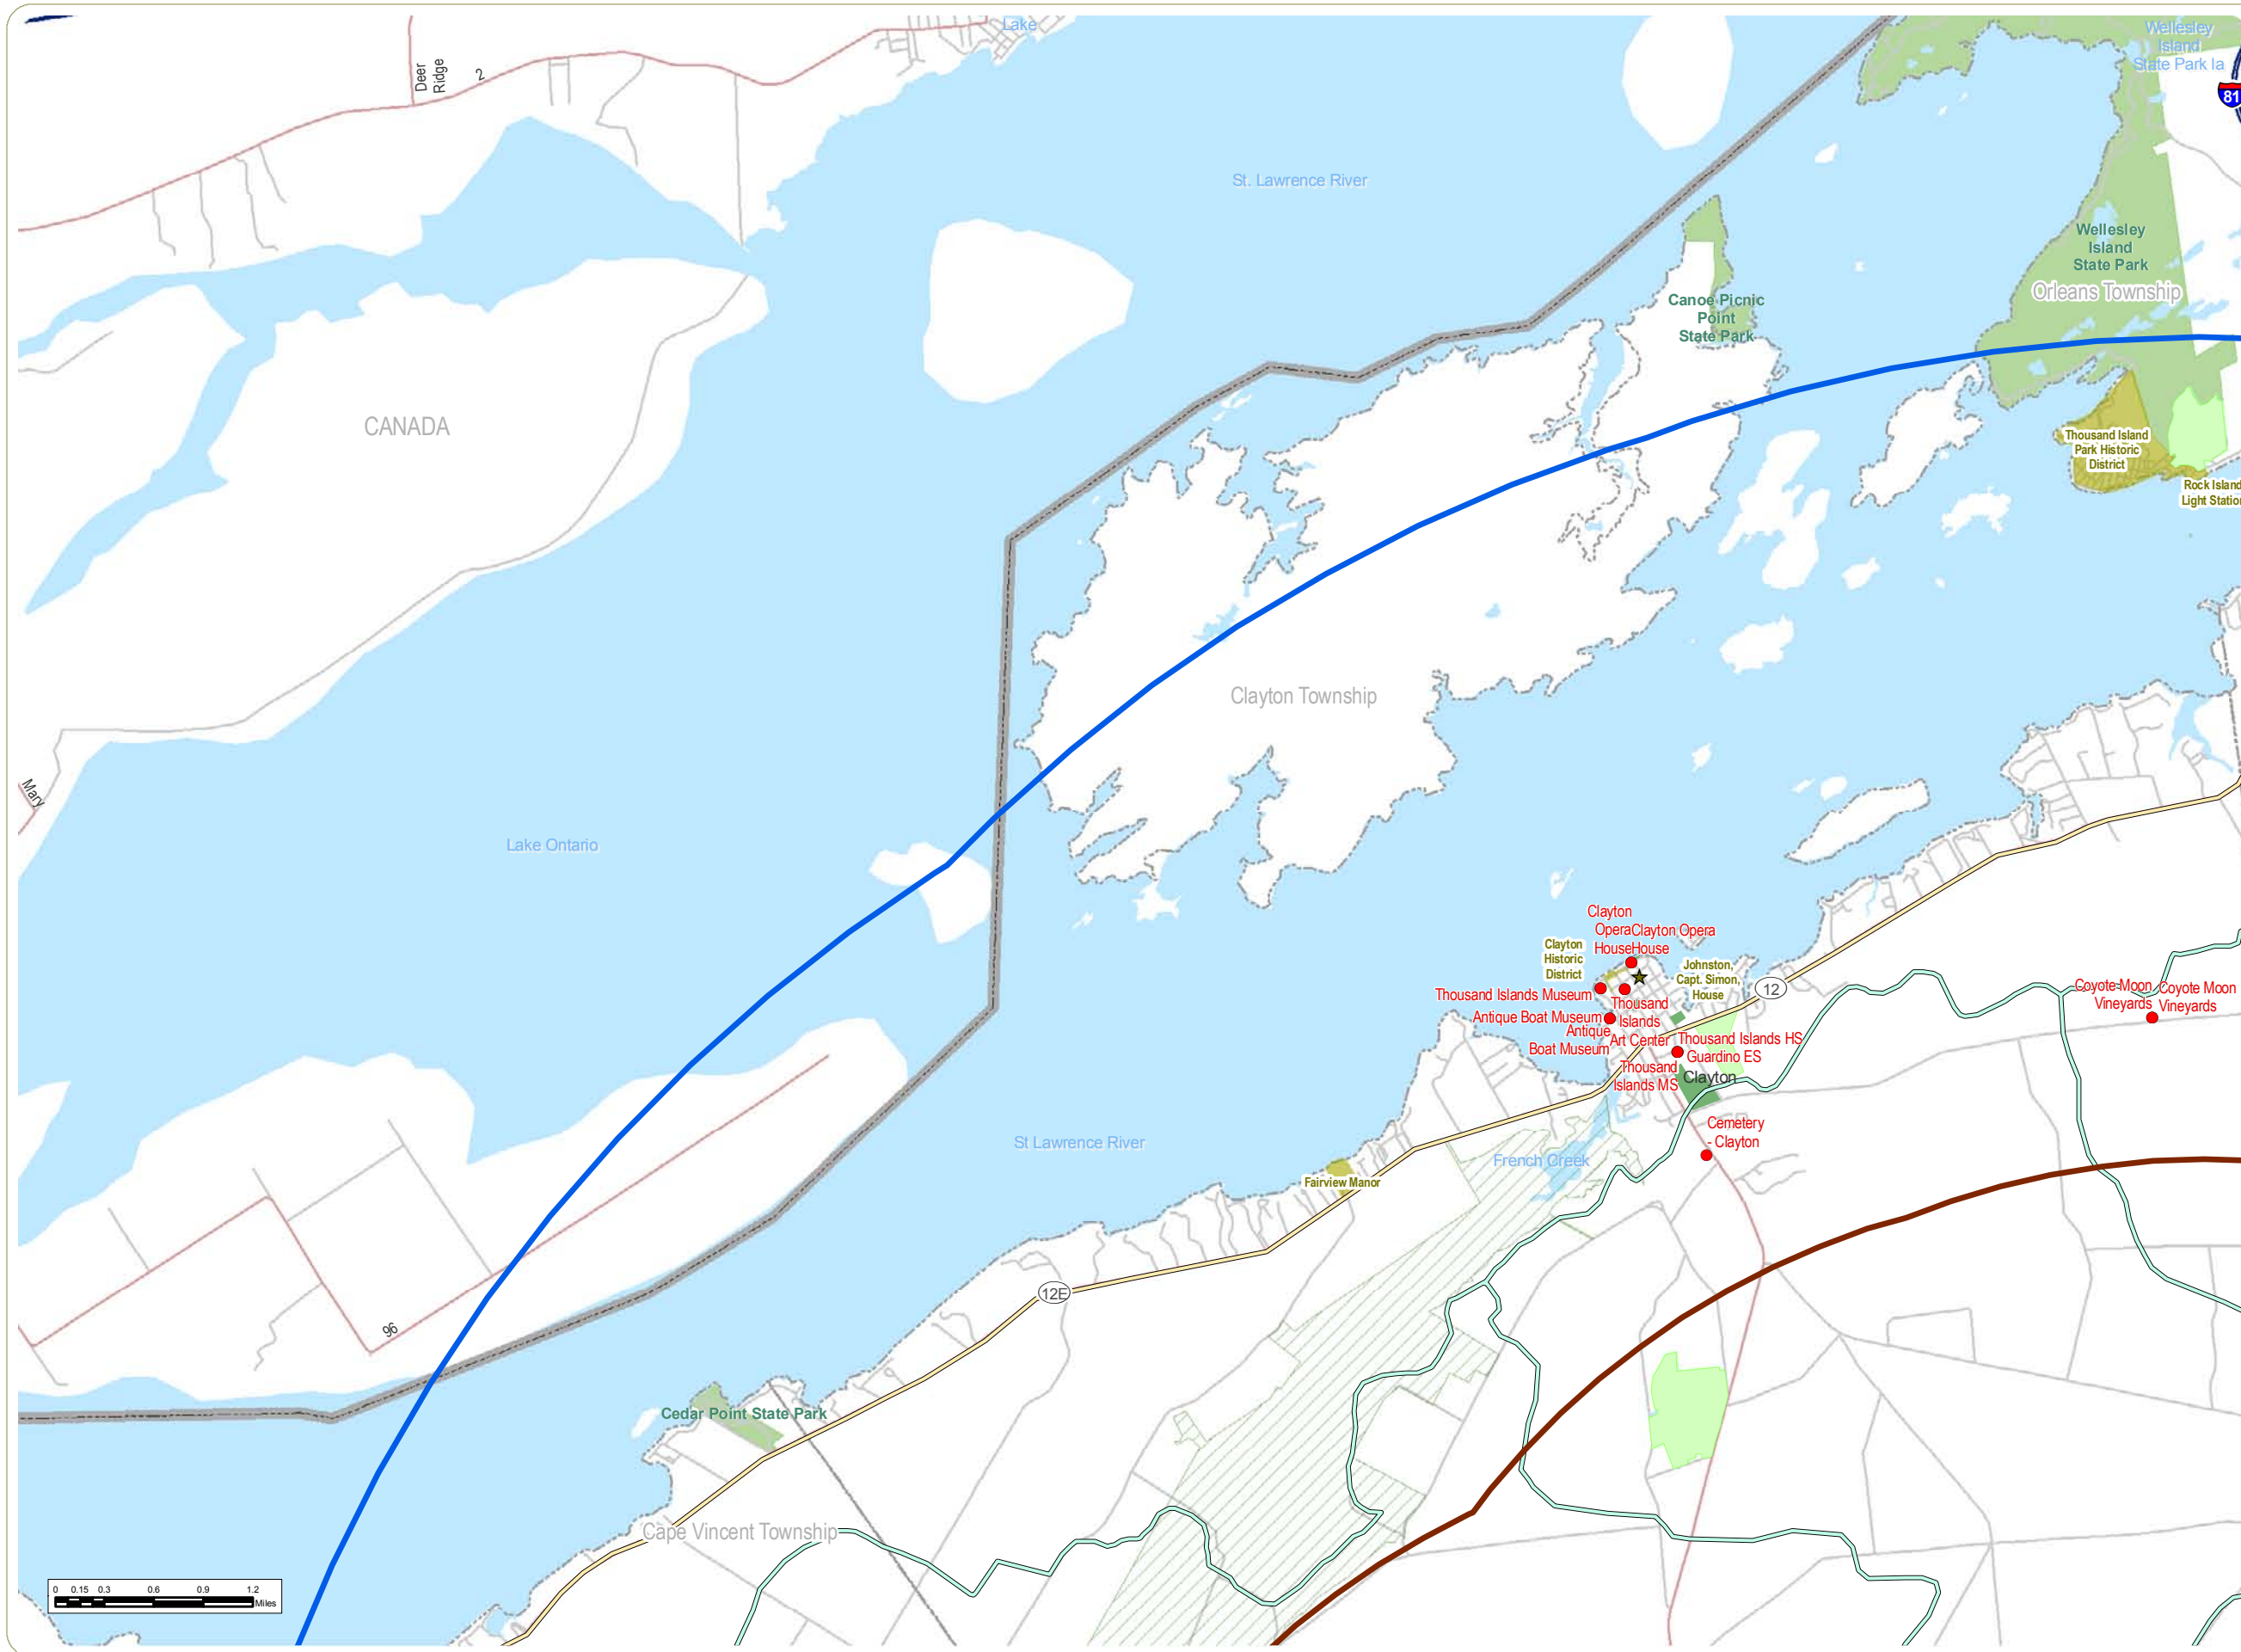 Lake
Wellesley
Island
State Park la
81
Deer
Ridge
2
St. Lawrence River
Wellesley
Island
State Park
Orleans Township
Canoe Picnic
Point
State Park
CANADA
Thousand Island
Park Historic
District
Rock Island
Light Station
Clayton Township
Mary
Lake Ontario
Clayton
Opera
House
Clayton Opera
House
Clayton
Historic
District
Johnston,
Capt. Simon,
House
12
Thousand Islands Museum
Thousand
Islands
Art Center
Antique Boat Museum
Antique
Boat Museum
Coyote Moon
Vineyards
Coyote Moon
Vineyards
Thousand Islands HS
Guardino ES
Thousand
Islands MS
Clayton
Cemetery
- Clayton
St Lawrence River
French Creek
Fairview Manor
12E
96
Cedar Point State Park
Cape Vincent Township
0 0.15 0.3 0.6 0.9 1.2
Miles